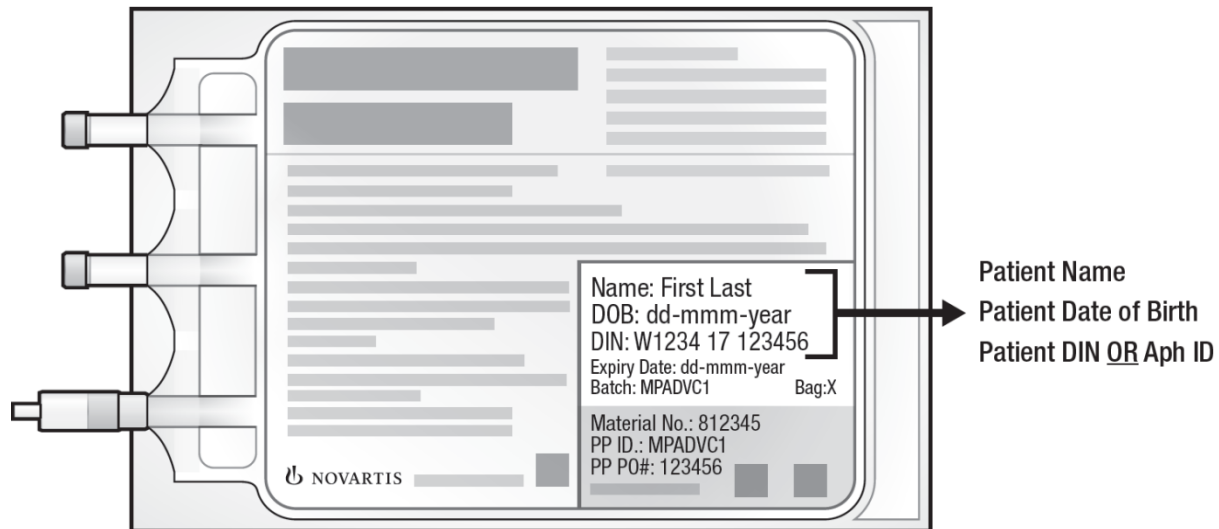 Name: First Last
DOB: dd-mmm-year
DIN: W1234 17 123456
Expiry Date: dd-mmm-year
Batch: MPADVC1 Bag:X
Material No.: 812345
PP ID.: MPADVC1
PP PO#: 123456
NOVARTIS
Patient Name
Patient Date of Birth
Patient DIN OR Aph ID